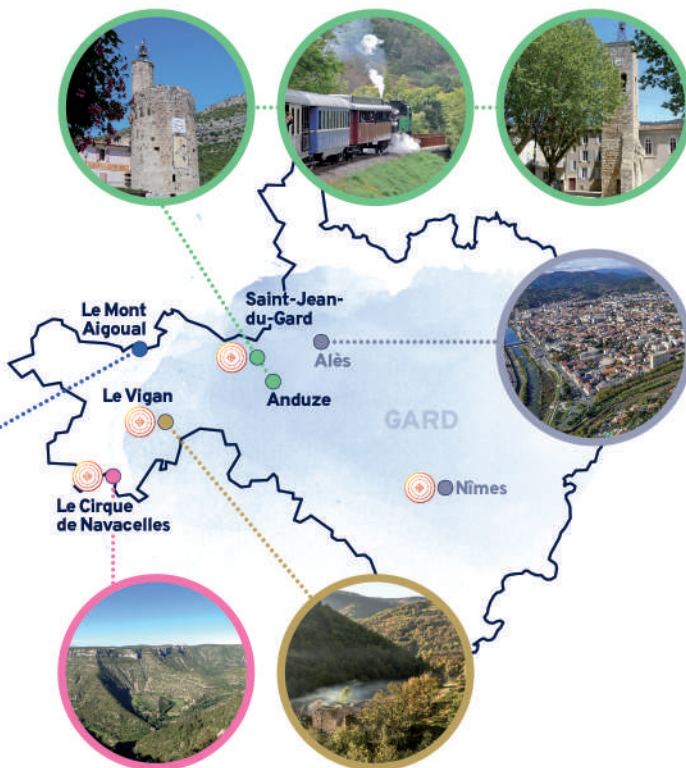 Saint-Jean-
du-Gard
Le Mont
Aigoual
Alès
Le Vigan
Anduze
GARD
Nîmes
Le Cirque
de Navacelles